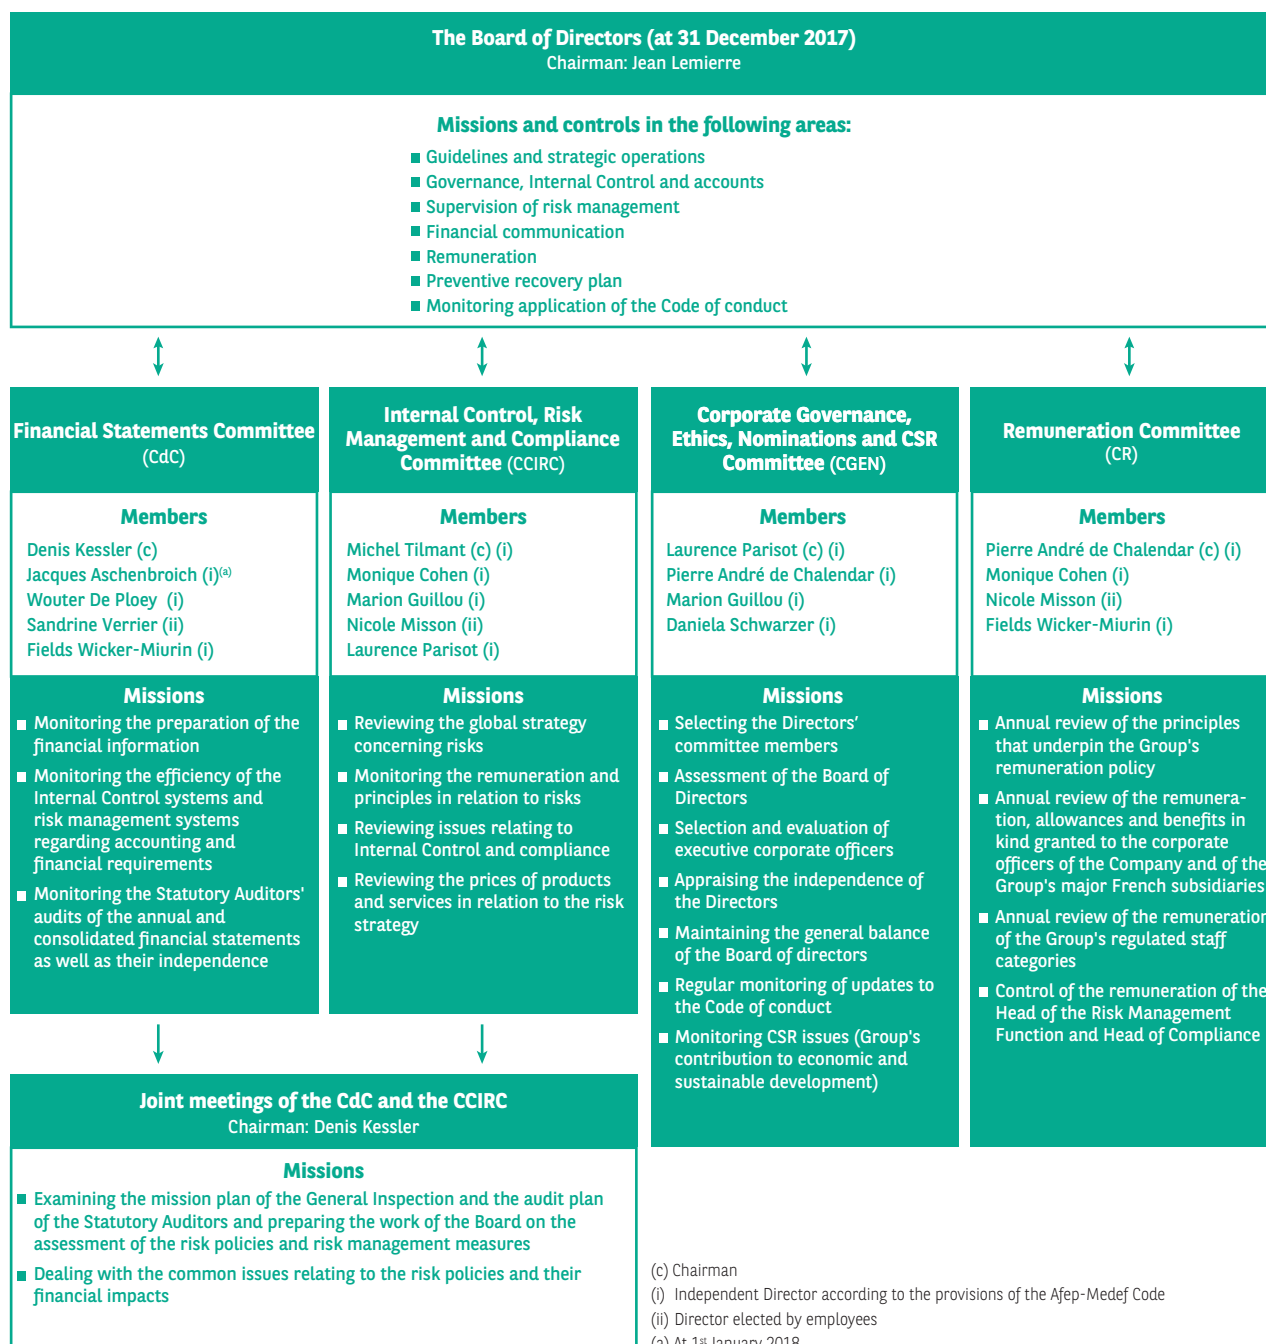 The Board of Directors (at 31 December 2017)
Chairman: Jean Lemierre
Missions and controls in the following areas:
Guidelines and strategic operations
Governance, Internal Control and accounts
Supervision of risk management
Financial communication
Remuneration
Preventive recovery plan
Monitoring application of the Code of conduct
Financial Statements Committee
(CdC)
Members
Denis Kessler (c)
Jacques Aschenbroich (i)(a)
Wouter De Ploey (i)
Sandrine Verrier (ii)
Fields Wicker-Miurin (i)
Missions
Monitoring the preparation of the
financial information
Monitoring the efficiency of the
Internal Control systems and
risk management systems
regarding accounting and
financial requirements
Monitoring the Statutory Auditors'
audits of the annual and
consolidated financial statements
as well as their independence
Internal Control, Risk
Management and Compliance
Committee (CCIRC)
Members
Michel Tilmant (c) (i)
Monique Cohen (i)
Marion Guillou (i)
Nicole Misson (ii)
Laurence Parisot (i)
Missions
Reviewing the global strategy
concerning risks
Monitoring the remuneration and
principles in relation to risks
Reviewing issues relating to
Internal Control and compliance
Reviewing the prices of products
and services in relation to the risk
strategy
Corporate Governance,
Ethics, Nominations and CSR
Committee (CGEN)
Members
Laurence Parisot (c) (i)
Pierre André de Chalendar (i)
Marion Guillou (i)
Daniela Schwarzer (i)
Missions
Selecting the Directors'
committee members
Assessment of the Board of
Directors
Selection and evaluation of
executive corporate officers
Appraising the independence of
the Directors
Maintaining the general balance
of the Board of directors
Regular monitoring of updates to
the Code of conduct
Monitoring CSR issues (Group's
contribution to economic and
sustainable development)
Remuneration Committee
(CR)
Members
Pierre André de Chalendar (c) (i)
Monique Cohen (i)
Nicole Misson (ii)
Fields Wicker-Miurin (i)
Missions
Annual review of the principles
that underpin the Group's
remuneration policy
Annual review of the remunera-
tion, allowances and benefits in
kind granted to the corporate
officers of the Company and of the
Group's major French subsidiaries
Annual review of the remuneration
of the Group's regulated staff
categories
Control of the remuneration of the
Head of the Risk Management
Function and Head of Compliance
Joint meetings of the CdC and the CCIRC
Chairman: Denis Kessler
Missions
Examining the mission plan of the General Inspection and the audit plan
of the Statutory Auditors and preparing the work of the Board on the
assessment of the risk policies and risk management measures
Dealing with the common issues relating to the risk policies and their
financial impacts
(c) Chairman
(i) Independent Director according to the provisions of the Afep-Medef Code
(ii) Director elected by employees
(a) At 1st January 2018